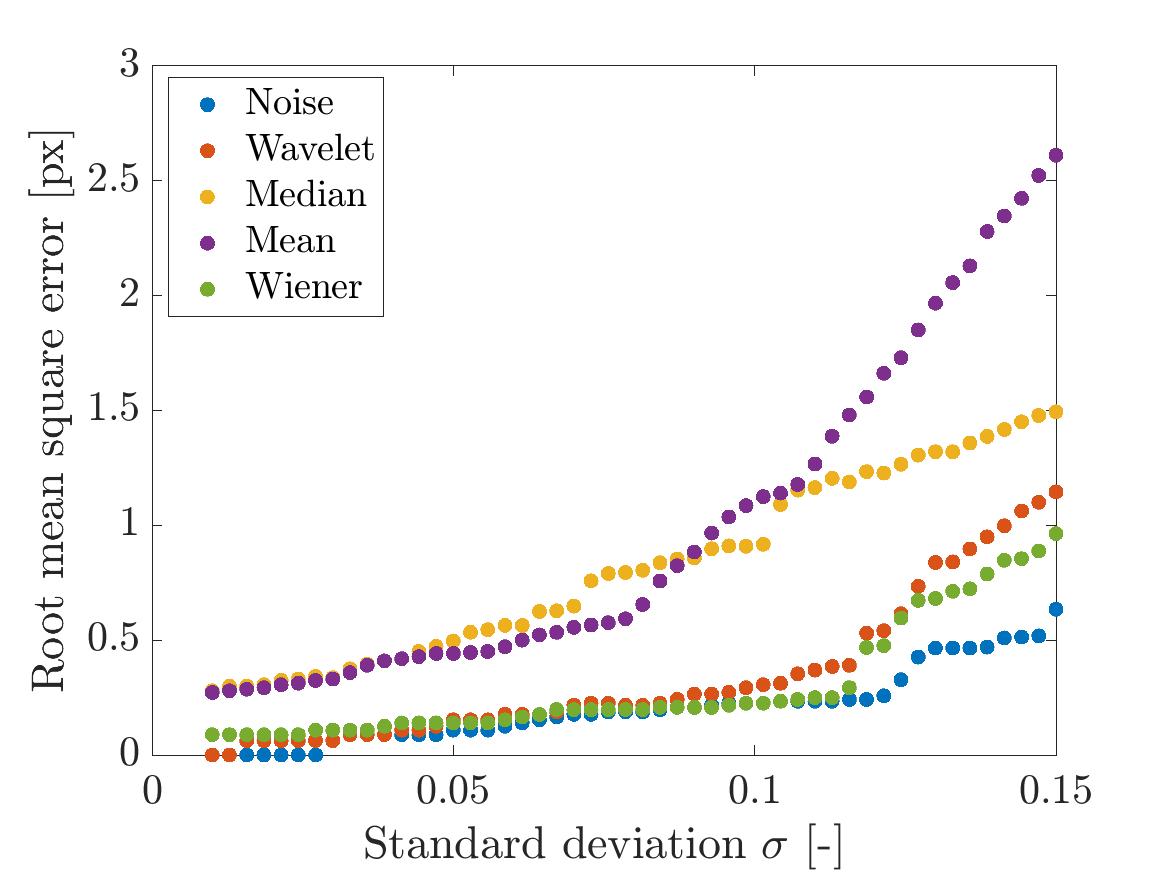 3
2.5
2
1.5
1
0.5
0
Root mean square error [px]
Noise
Wavelet
Median
Mean
Wiener
0 0.05 0.1 0.15
Standard deviation σ [-]